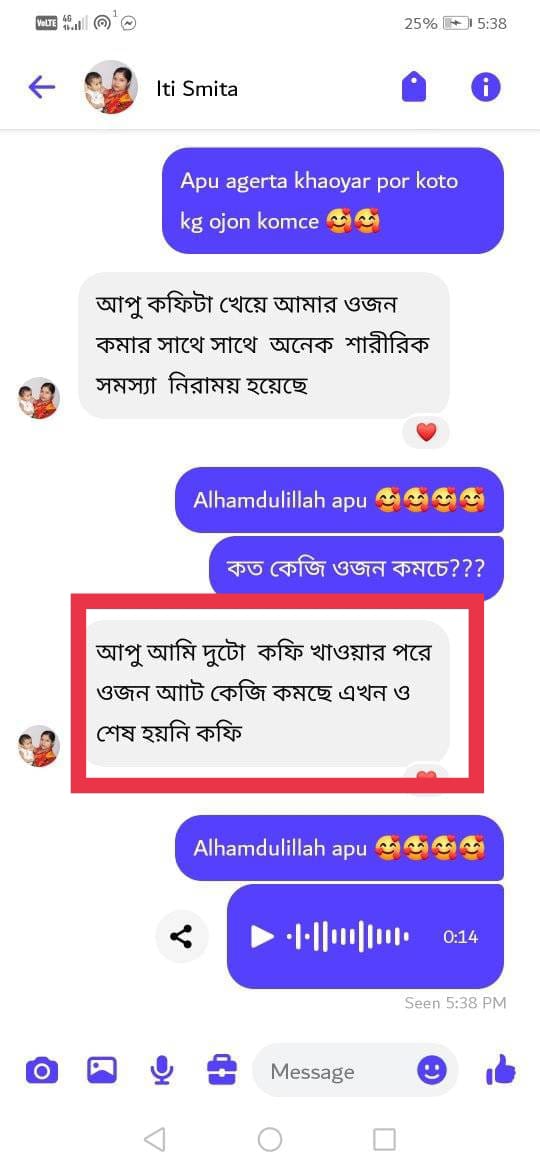 VoLTE 4G 1 25% 5:38
Iti Smita
Apu agerta khaoyar por koto
kg ojon komce 🥰🥰
আপু কফিটা খেয়ে আমার ওজন
কমার সাথে সাথে অনেক শারীরিক
সমস্যা নিরাময় হয়েছে
Alhamdulillah apu 🥰🥰🥰🥰
কত কেজি ওজন কমচে???
আপু আমি দুটো কফি খাওয়ার পরে
ওজন আাট কেজি কমছে এখন ও
শেষ হয়নি কফি
Alhamdulillah apu 🥰🥰🥰🥰
0:14
Seen 5:38 PM
Message